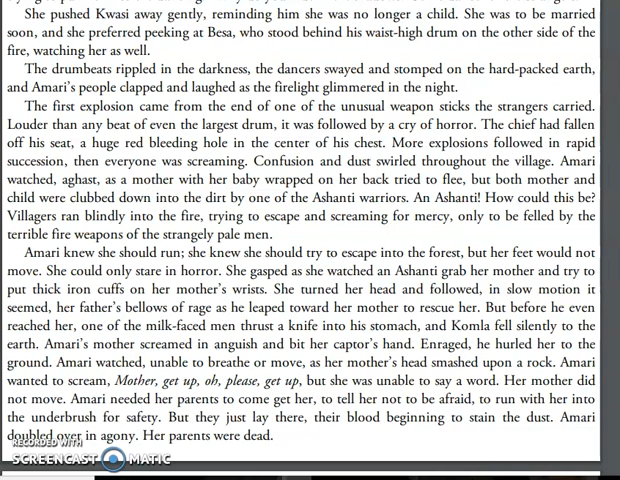 She pushed Kwasi away gently, reminding him she was no longer a child. She was to be married
soon, and she preferred peeking at Besa, who stood behind his waist-high drum on the other side of the
fire, watching her as well.
The drumbeats rippled in the darkness, the dancers swayed and stomped on the hard-packed earth,
and Amari's people clapped and laughed as the firelight glimmered in the night.
The first explosion came from the end of one of the unusual weapon sticks the strangers carried.
Louder than any beat of even the largest drum, it was followed by a cry of horror. The chief had fallen
off his seat, a huge red bleeding hole in the center of his chest. More explosions followed in rapid
succession, then everyone was screaming. Confusion and dust swirled throughout the village. Amari
watched, aghast, as a mother with her baby wrapped on her back tried to flee, but both mother and
child were clubbed down into the dirt by one of the Ashanti warriors. An Ashanti! How could this be?
Villagers ran blindly into the fire, trying to escape and screaming for mercy, only to be felled by the
terrible fire weapons of the strangely pale men.
Amari knew she should run; she knew she should try to escape into the forest, but her feet would not
move. She could only stare in horror. She gasped as she watched an Ashanti grab her mother and try to
put thick iron cuffs on her mother's wrists. She turned her head and followed, in slow motion it
seemed, her father's bellows of rage as he leaped toward her mother to rescue her. But before he even
reached her, one of the milk-faced men thrust a knife into his stomach, and Komla fell silently to the
earth. Amari's mother screamed in anguish and bit her captor's hand. Enraged, he hurled her to the
ground. Amari watched, unable to breathe or move, as her mother's head smashed upon a rock. Amari
wanted to scream, Mother, get up, oh, please, get up, but she was unable to say a word. Her mother did
not move. Amari needed her parents to come get her, to tell her not to be afraid, to run with her into
the underbrush for safety. But they just lay there, their blood beginning to stain the dust. Amari
doubled over in agony. Her parents were dead.
RECORDED WITH
SCREENCAST MATIC